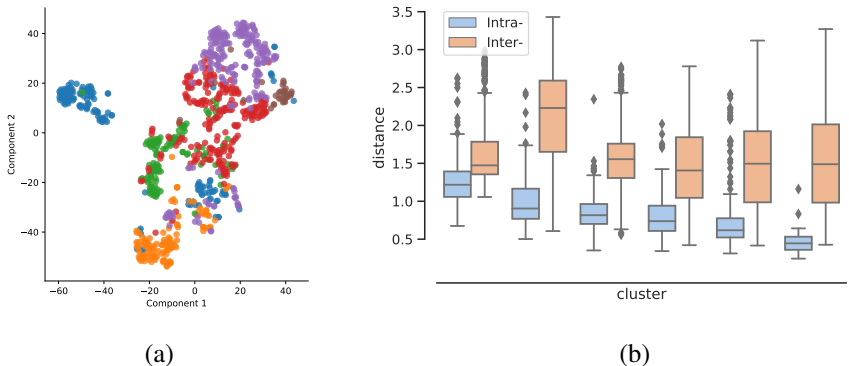 40
20
0
−20
−40
Component 2
−60
−40
−20
0
20
40
Component 1
(a)
3.5
3.0
2.5
2.0
1.5
1.0
0.5
distance
Intra-
Inter-
cluster
(b)